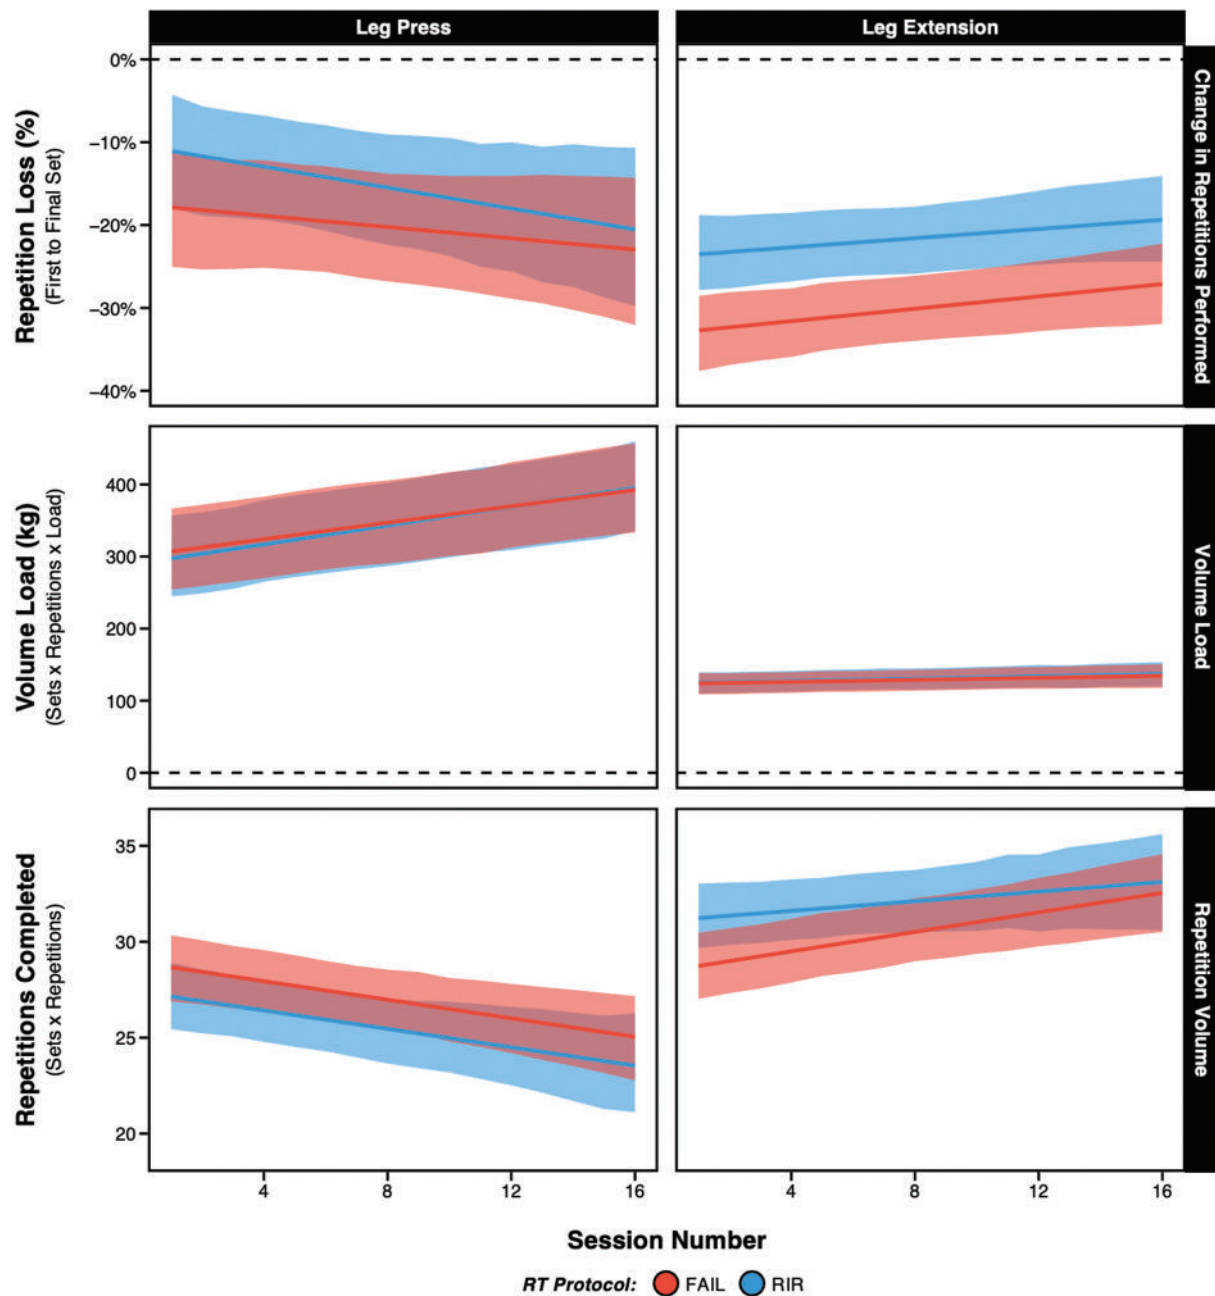 Leg Press
Leg Extension
Repetition Loss (%)
(First to Final Set)
0%
−10%
−20%
−30%
−40%
Change in Repetitions Performed
Volume Load (kg)
(Sets x Repetitions x Load)
400
300
200
100
0
Volume Load
Repetitions Completed
(Sets x Repetitions)
35
30
25
20
Repetition Volume
4
8
12
16
4
8
12
16
Session Number
RT Protocol: FAIL RIR